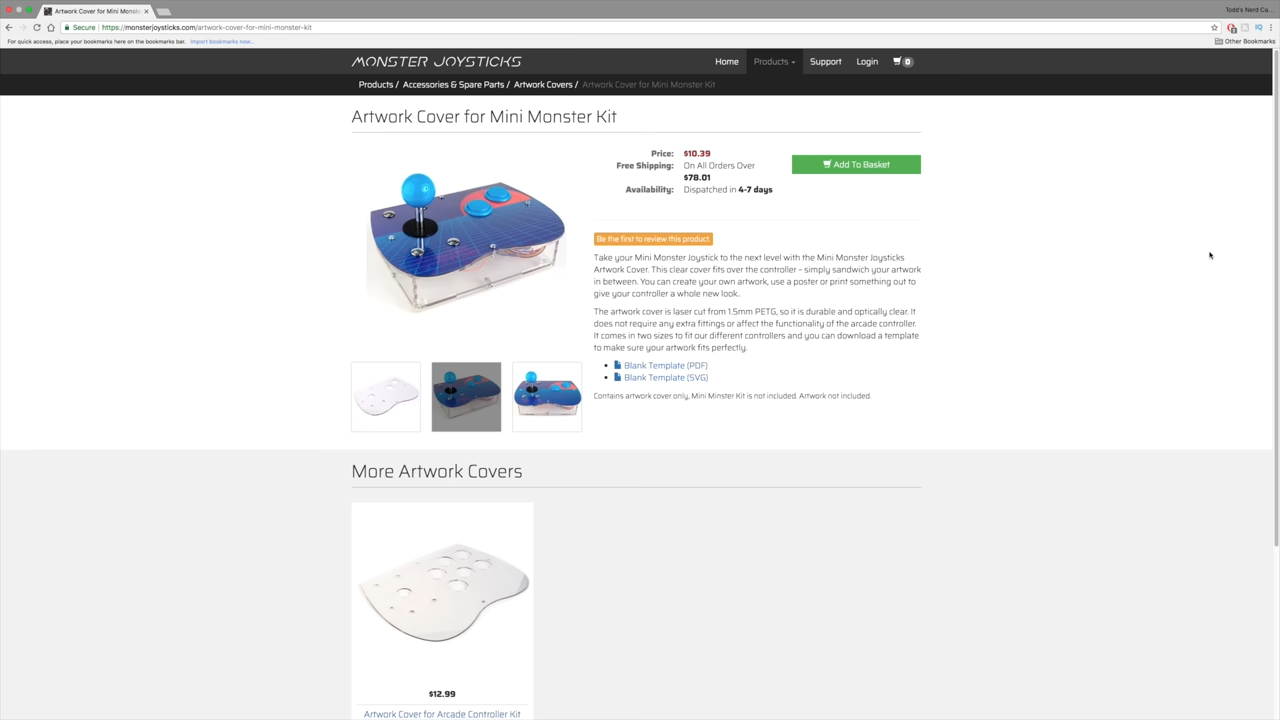 Artwork Cover for Mini Monst
Todd's Nerd Ca...
Secure
https://monsterjoysticks.com/artwork-cover-for-mini-monster-kit
For quick access, place your bookmarks here on the bookmarks bar. Import bookmarks now...
Other Bookmarks
MONSTER JOYSTICKS
Home
Products
Support
Login
0
Products / Accessories & Spare Parts / Artwork Covers / Artwork Cover for Mini Monster Kit
Artwork Cover for Mini Monster Kit
Price: $10.39
Free Shipping: On All Orders Over
$78.01
Availability: Dispatched in 4-7 days
Add To Basket
Be the first to review this product
Take your Mini Monster Joystick to the next level with the Mini Monster Joysticks
Artwork Cover. This clear cover fits over the controller - simply sandwich your artwork
in between. You can create your own artwork, use a poster or print something out to
give your controller a whole new look..
The artwork cover is laser cut from 1.5mm PETG, so it is durable and optically clear. It
does not require any extra fittings or affect the functionality of the arcade controller.
It comes in two sizes to fit our different controllers and you can download a template
to make sure your artwork fits perfectly.
Blank Template (PDF)
Blank Template (SVG)
Contains artwork cover only, Mini Minster Kit is not included. Artwork not included.
More Artwork Covers
$12.99
Artwork Cover for Arcade Controller Kit